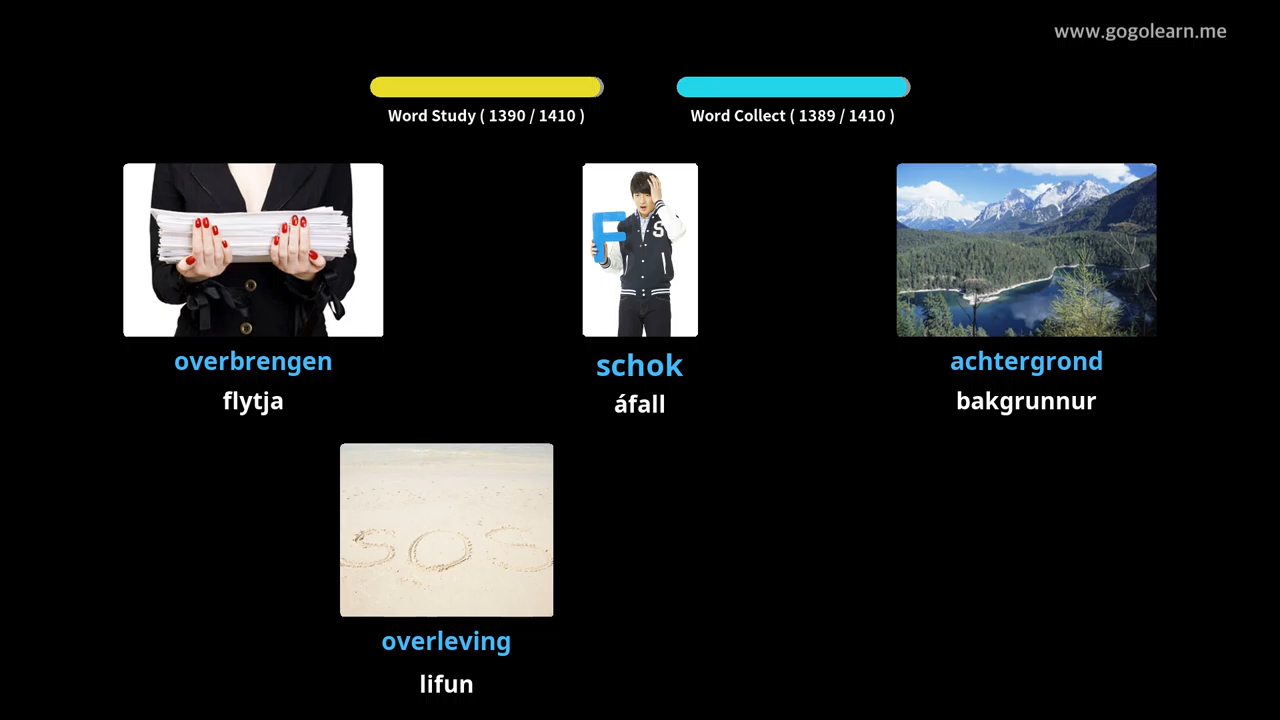 www.gogolearn.me
Word Study ( 1390 / 1410 )
Word Collect ( 1389 / 1410 )
F S
overbrengen
schok
achtergrond
flytja
áfall
bakgrunnur
SOS
overleving
lifun